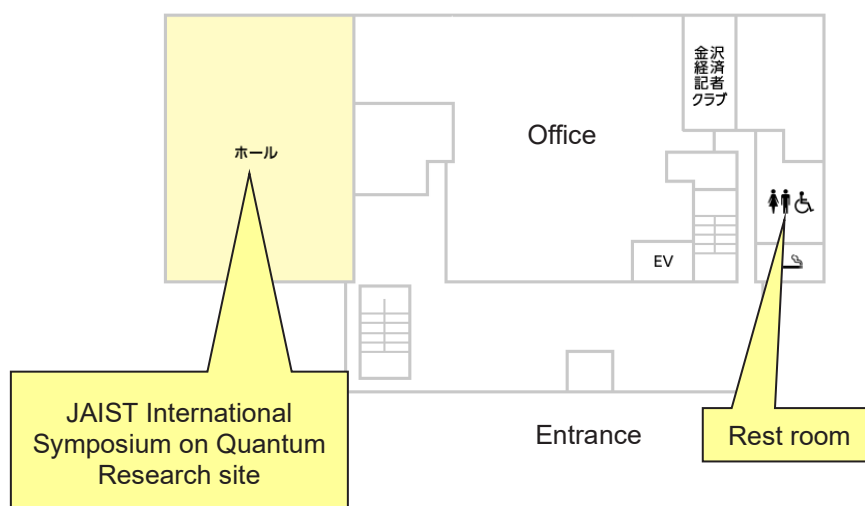 金沢
経済
記者
クラブ
Office
ホール
EV
JAIST International
Symposium on Quantum
Research site
Entrance
Rest room